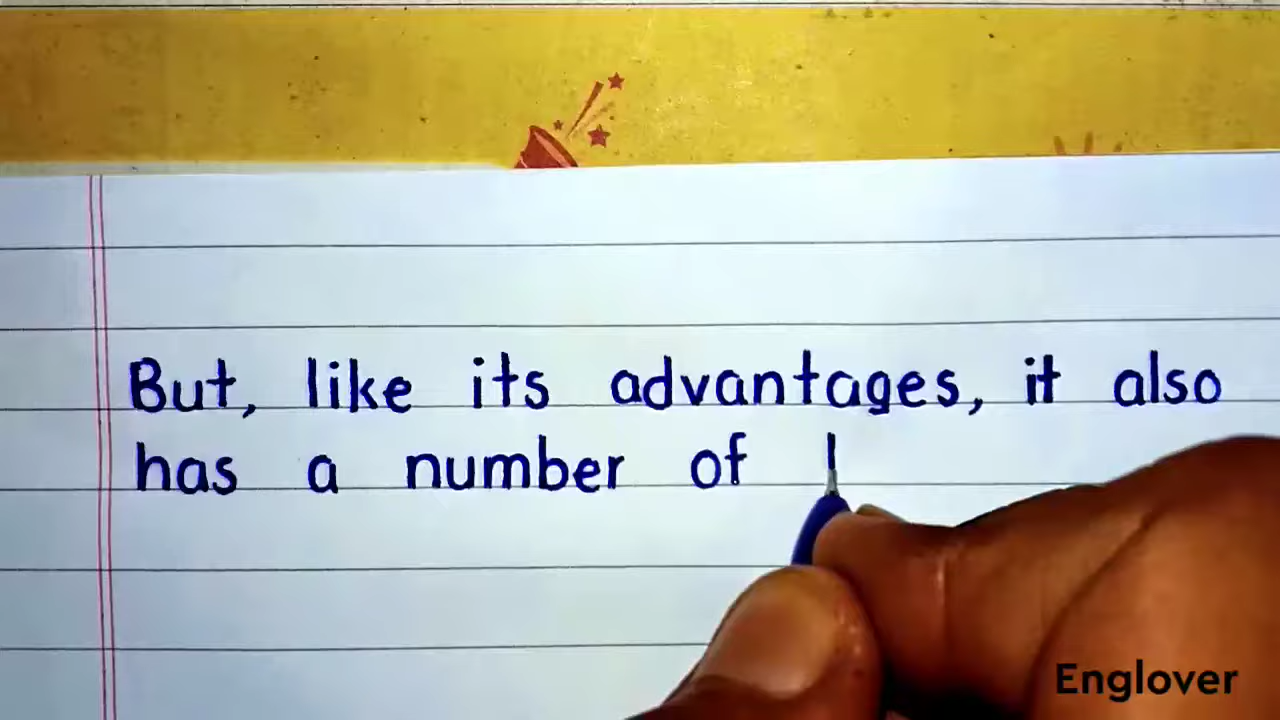 But, like its advantages, it also
has a number of
Englover